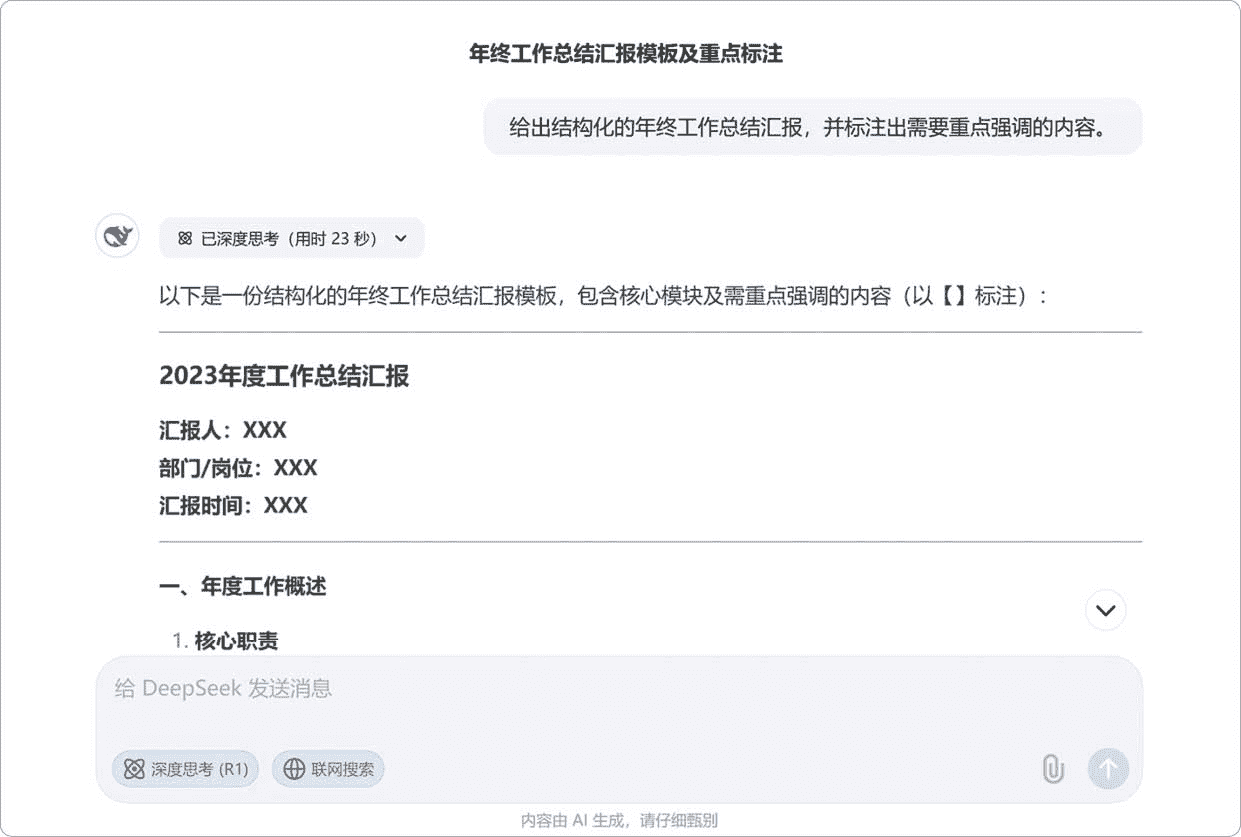 年终工作总结汇报模板及重点标注
给出结构化的年终工作总结汇报，并标注出需要重点强调的内容。
已深度思考（用时 23 秒）
以下是一份结构化的年终工作总结汇报模板，包含核心模块及需重点强调的内容（以【】标注）：
2023年度工作总结汇报
汇报人：XXX
部门/岗位：XXX
汇报时间：XXX
一、年度工作概述
1. 核心职责
给 DeepSeek 发送消息
深度思考 (R1) 联网搜索
内容由 AI 生成，请仔细甄别